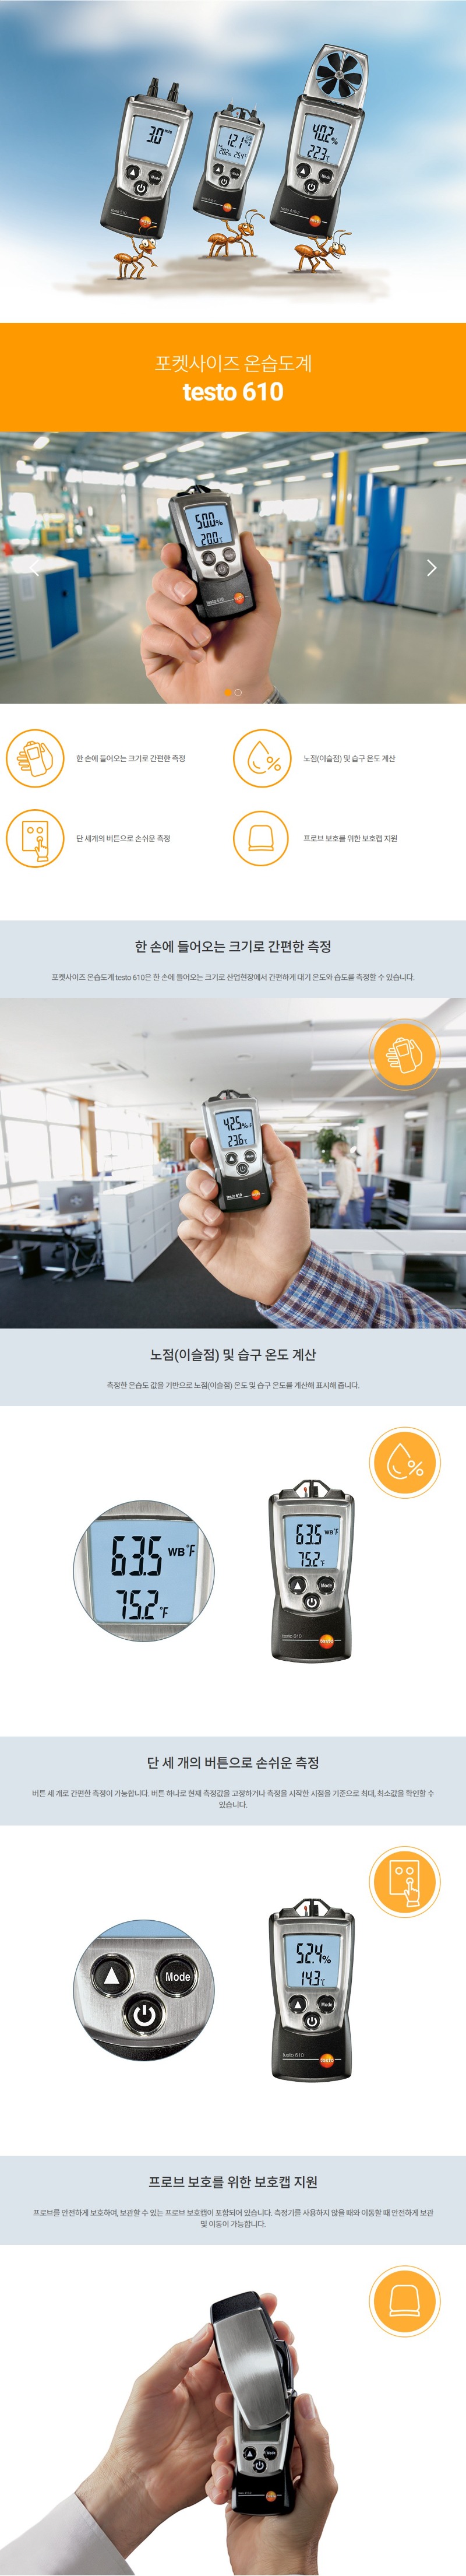 3.0 m/s
12.1
40.2%
22.3℃
포켓사이즈 온습도계
testo 610
50.0%
20.0℃
testo 610
한 손에 들어오는 크기로 간편한 측정
노점(이슬점) 및 습구 온도 계산
단 세개의 버튼으로 손쉬운 측정
프로브 보호를 위한 보호캡 지원
한 손에 들어오는 크기로 간편한 측정
포켓사이즈 온습도계 testo 610은 한 손에 들어오는 크기로 산업현장에서 간편하게 대기 온도와 습도를 측정할 수 있습니다.
42.5%
23.6℃
testo 610
노점(이슬점) 및 습구 온도 계산
측정한 온습도 값을 기반으로 노점(이슬점) 온도 및 습구 온도를 계산해 표시해 줍니다.
63.5 WB °F
75.2 °F
63.5 WB °F
75.2 °F
Mode
testo 610
testo
단 세 개의 버튼으로 손쉬운 측정
버튼 세 개로 간편한 측정이 가능합니다. 버튼 하나로 현재 측정값을 고정하거나 측정을 시작한 시점을 기준으로 최대, 최소값을 확인할 수
있습니다.
Mode
52.4%
14.3℃
Mode
testo 610
testo
프로브 보호를 위한 보호캡 지원
프로브를 안전하게 보호하여, 보관할 수 있는 프로브 보호캡이 포함되어 있습니다. 측정기를 사용하지 않을 때와 이동할 때 안전하게 보관
및 이동이 가능합니다.
Mode